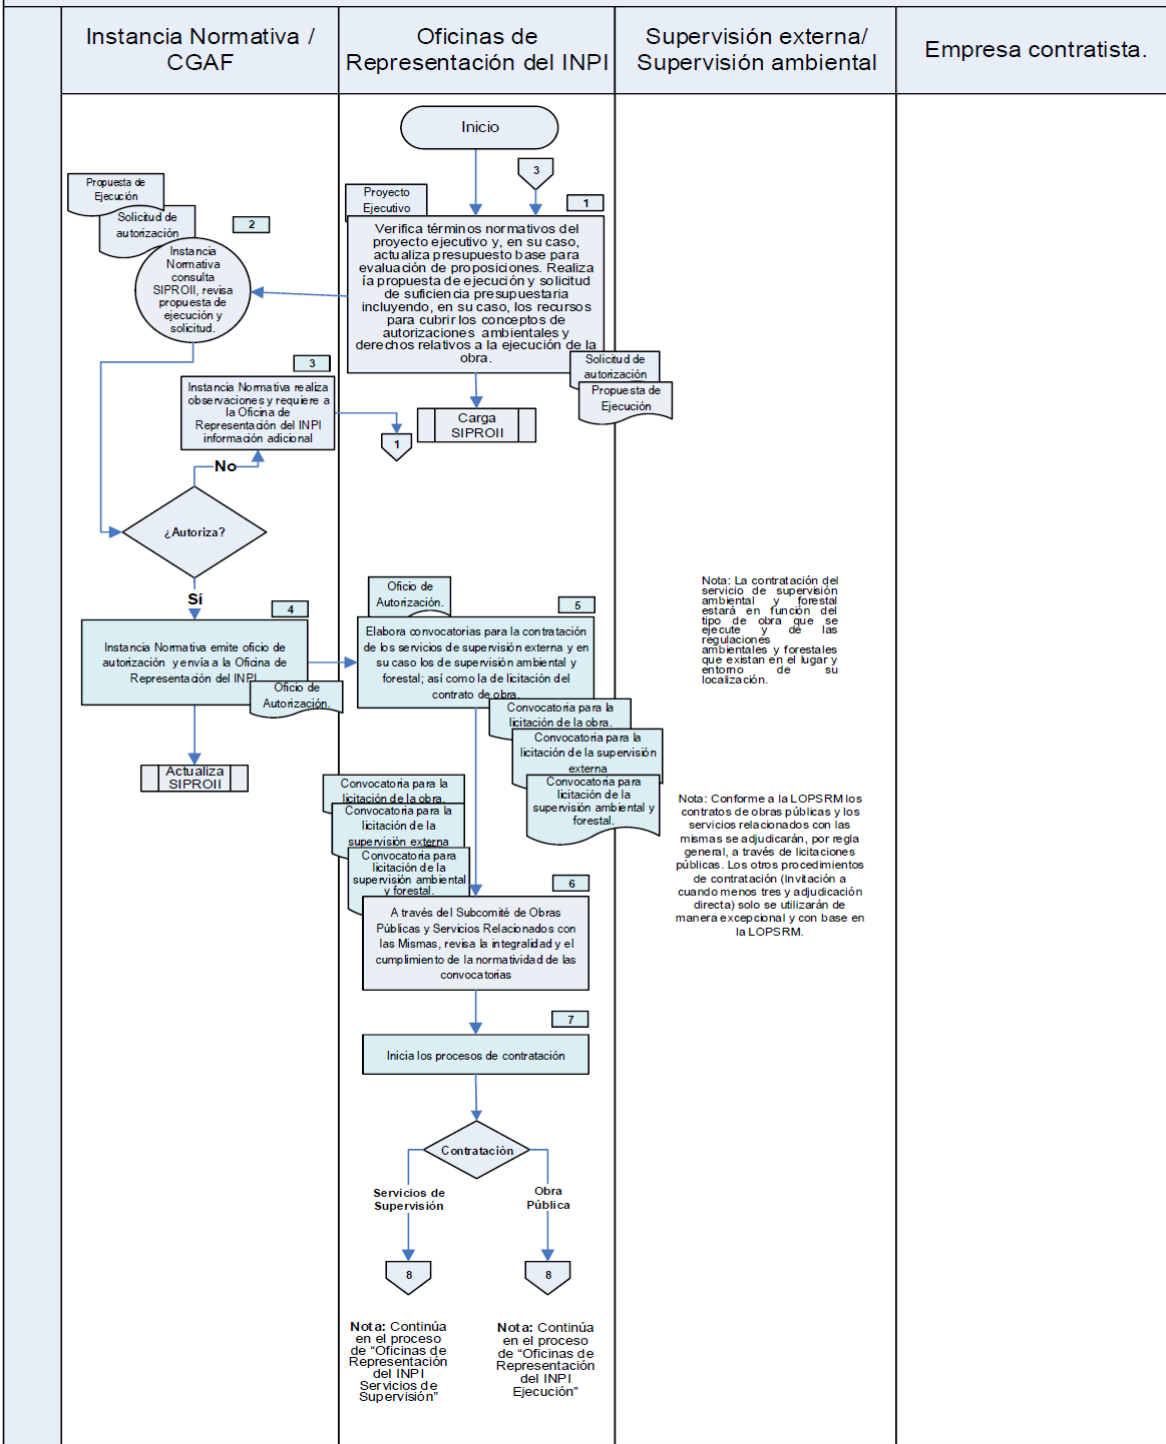 Instancia Normativa /
CGAF
Oficinas de
Representación del INPI
Supervisión externa/
Supervisión ambiental
Empresa contratista.
Inicio
3
Proyecto
Ejecutivo
1
Verifica términos normativos del
proyecto ejecutivo y, en su caso,
actualiza presupuesto base para
evaluación de proposiciones. Realiza
ía propuesta de ejecución y solicitud
de suficiencia presupuestaria
incluyendo, en su caso, los recursos
para cubrir los conceptos de
autorizaciones ambientales y
derechos relativos a la ejecución de la
obra.
Solicitud de
autorización
Propuesta de
Ejecución
Carga
SIPROII
Propuesta de
Ejecución
Solicitud de
autorización
2
Instancia
Normativa
consulta
SIPROII, revisa
propuesta de
ejecución y
solicitud.
3
Instancia Normativa realiza
observaciones y requiere a
la Oficina de
Representación del INPI
información adicional
1
No
¿Autoriza?
Sí
4
Instancia Normativa emite oficio de
autorización y envía a la Oficina de
Representación del INPI
Oficio de
Autorización.
Actualiza
SIPROII
Oficio de
Autorización.
5
Elabora convocatorias para la contratación
de los servicios de supervisión externa y en
su caso los de supervisión ambiental y
forestal; así como la de licitación del
contrato de obra.
Convocatoria para la
licitación de la obra.
Convocatoria para la
licitación de la supervisión
externa
Convocatoria para
licitación de la
supervisión ambiental y
forestal.
Nota: La contratación del
servicio de supervisión
ambiental y forestal
estará en función del
tipo de obra que se
ejecute y de las
regulaciones
ambientales y forestales
que existan en el lugar y
entorno de su
localización.
Convocatoria para la
licitación de la obra.
Convocatoria para la
licitación de la
supervisión externa
Convocatoria para
licitación de la
supervisión ambiental
y forestal.
Nota: Conforme a la LOPSRM los
contratos de obras públicas y los
servicios relacionados con las
mismas se adjudicarán, por regla
general, a través de licitaciones
públicas. Los otros procedimientos
de contratación (Invitación a
cuando menos tres y adjudicación
directa) solo se utilizarán de
manera excepcional y con base en
la LOPSRM.
6
A través del Subcomité de Obras
Públicas y Servicios Relacionados con
las Mismas, revisa la integralidad y el
cumplimiento de la normatividad de las
convocatorias
7
Inicia los procesos de contratación
Contratación
Servicios de
Supervisión
Obra
Pública
8
8
Nota: Continúa
en el proceso
de “Oficinas de
Representación
del INPI
Servicios de
Supervisión”
Nota: Continúa
en el proceso
de “Oficinas de
Representación
del INPI
Ejecución”